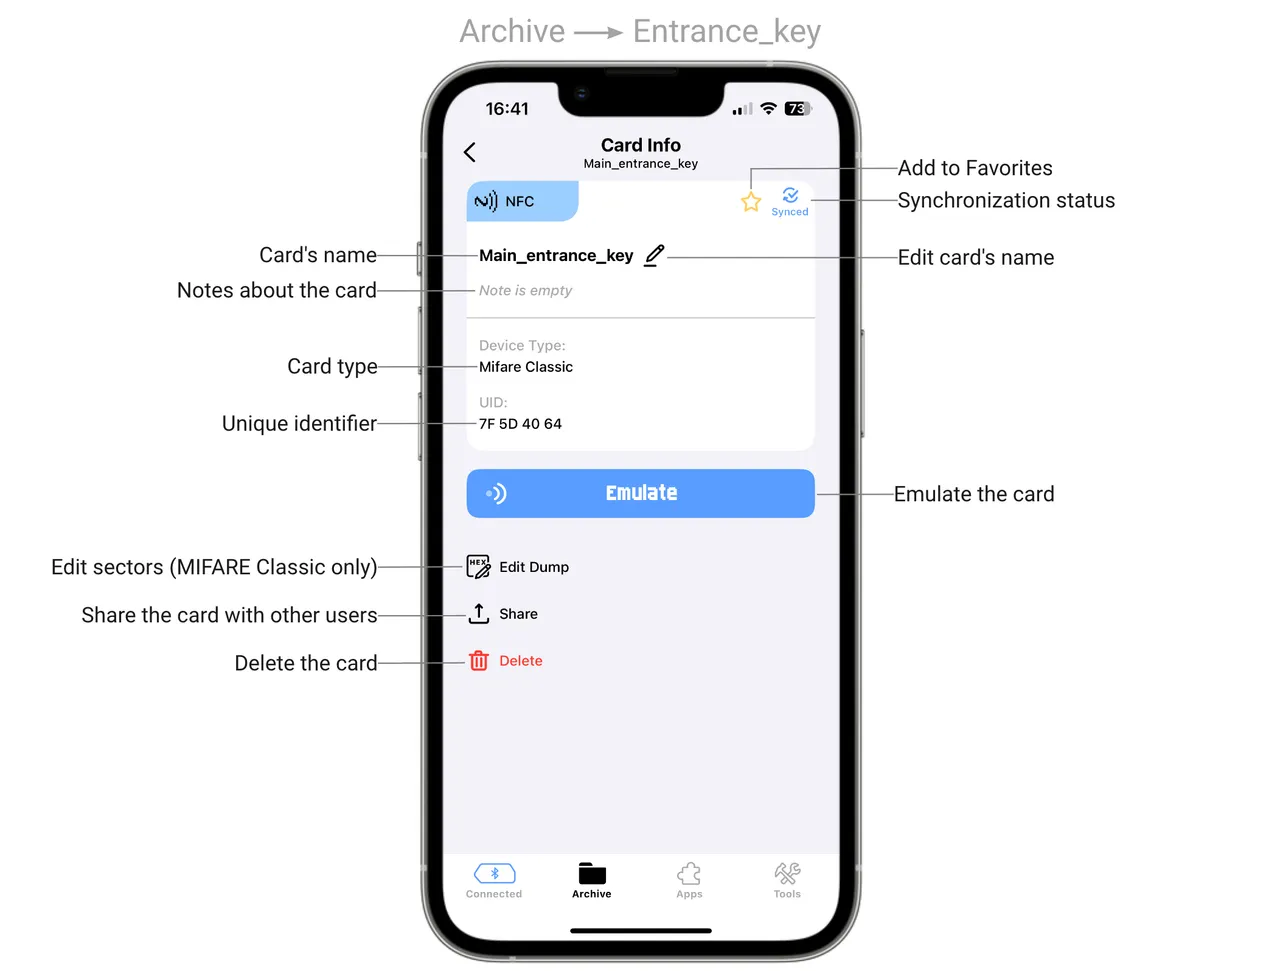 Archive → Entrance_key
16:41
73
Card Info
Main_entrance_key
Add to Favorites
NFC
Synced
Synchronization status
Card's name
Main_entrance_key
Edit card's name
Notes about the card
Note is empty
Device Type:
Card type
Mifare Classic
UID:
Unique identifier
7F 5D 40 64
Emulate
Emulate the card
Edit sectors (MIFARE Classic only)
HEX
Edit Dump
Share the card with other users
Share
Delete the card
Delete
Connected
Archive
Apps
Tools